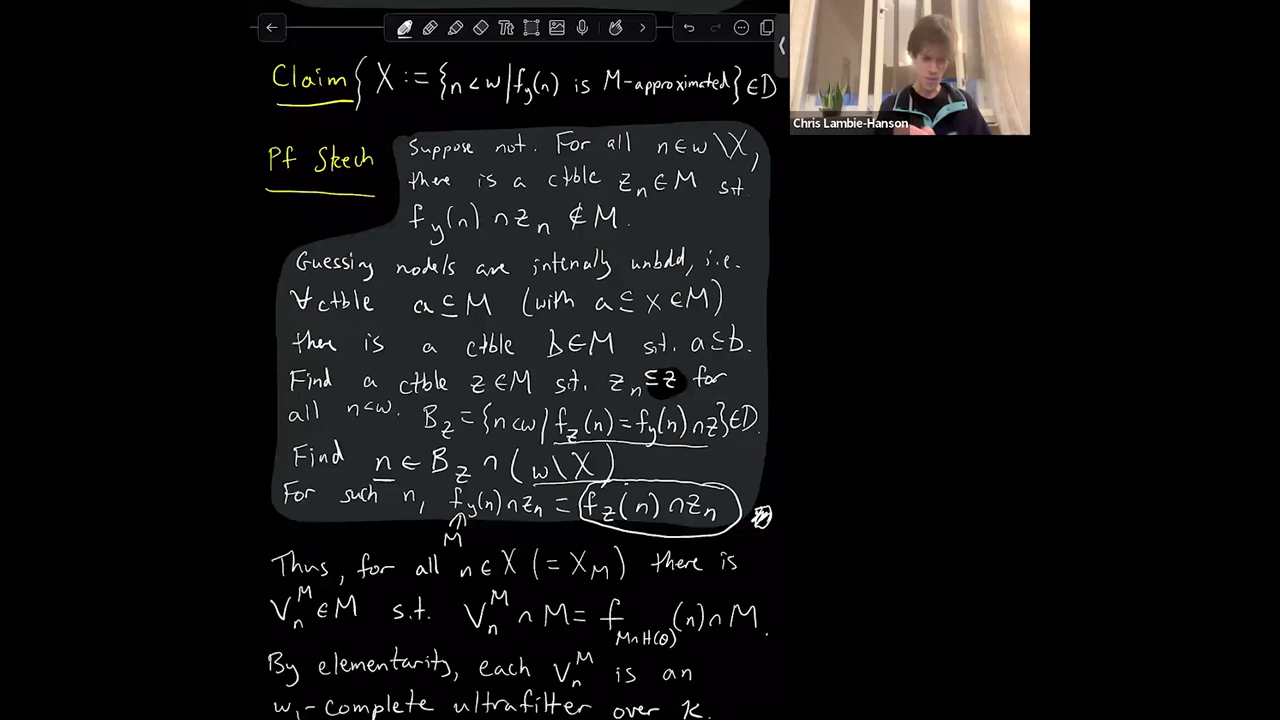 Claim { X := {n<w | f_y(n) is M-approximated} ∈ D
Chris Lambie-Hanson
Pf Skech
Suppose not. For all n ∈ w \ X,
there is a ctble z_n ∈ M s.t.
f_y(n) ∩ z_n ∉ M.
Guessing models are internally unbdd, i.e.
∀ctble a ⊆ M (with a ⊆ x ∈ M)
there is a ctble b ∈ M s.t. a ⊆ b.
Find a ctble z ∈ M s.t. z_n ⊆ z for
all n<w. B_z = {n<w | f_z(n) = f_y(n) ∩ z} ∈ D.
Find n ∈ B_z ∩ (w \ X)
For such n, f_y(n) ∩ z_n = f_z(n) ∩ z_n
M
Thus, for all n ∈ X (= X_M) there is
V_n^M ∈ M s.t. V_n^M ∩ M = f_{M∩H(θ)}(n) ∩ M.
By elementarity, each V_n^M is an
w_1-complete ultrafilter over κ.